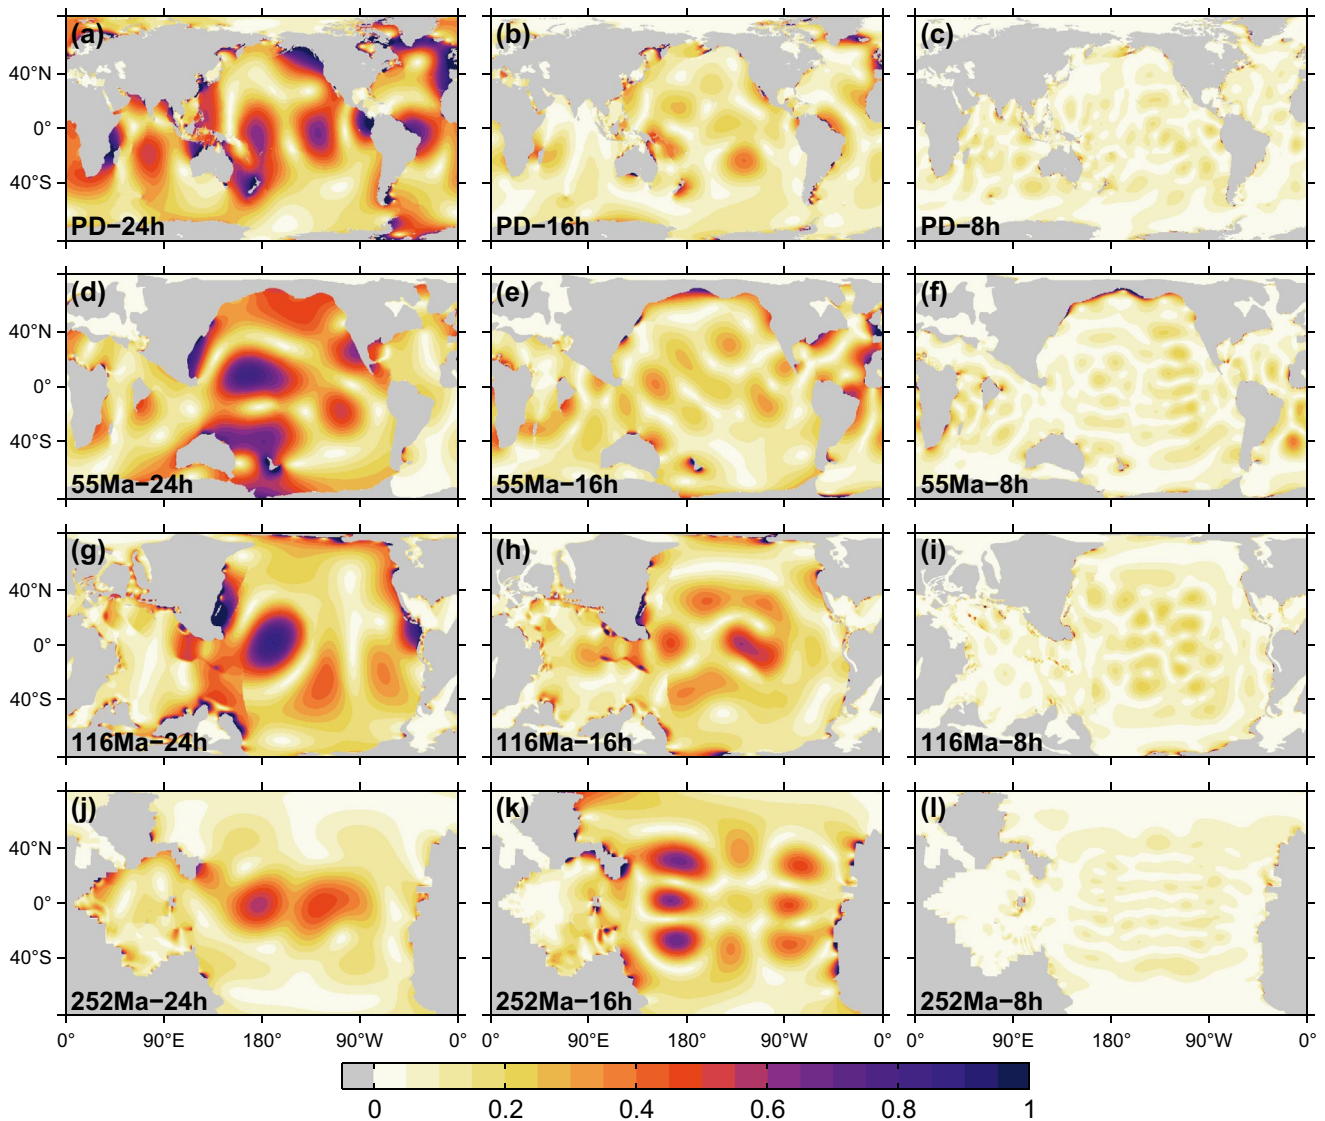 (a) (b) (c)
40°N
0°
40°S
PD−24h PD−16h PD−8h
(d) (e) (f)
40°N
0°
40°S
55Ma−24h 55Ma−16h 55Ma−8h
(g) (h) (i)
40°N
0°
40°S
116Ma−24h 116Ma−16h 116Ma−8h
(j) (k) (l)
40°N
0°
40°S
252Ma−24h 252Ma−16h 252Ma−8h
0° 90°E 180° 90°W 0° 0° 90°E 180° 90°W 0° 0° 90°E 180° 90°W 0°
0 0.2 0.4 0.6 0.8 1